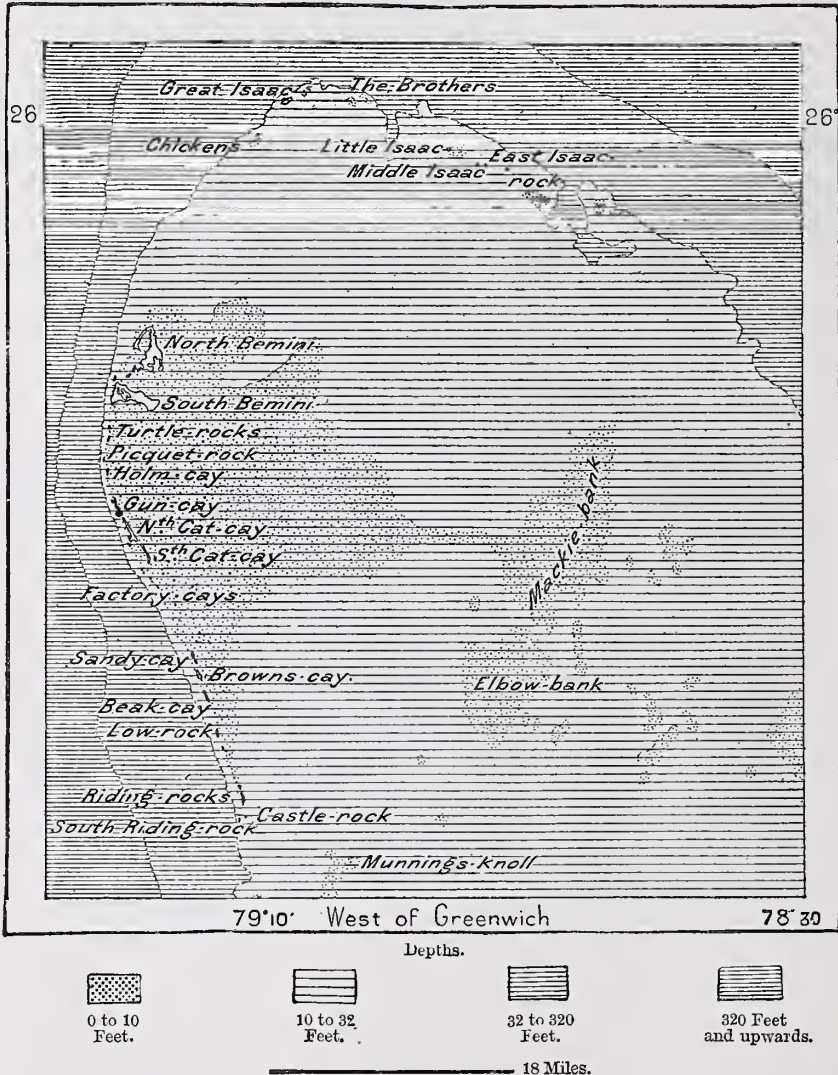 Great Isaac The Brothers
26 26°
Chickens Little Isaac East Isaac
Middle Isaac rock
North Bemini
South Bemini
Turtle-rocks
Picquet-rock
Holm-cay
Gun-cay
Nth Cat-cay
Sth Cat-cay
Mackie-bank
Factory-cays
Sandy-cay
Browns-cay.
Elbow-bank
Beak-cay
Low-rock
Riding-rocks
Castle-rock
South-Riding-rock
Munnings-Knoll
79°10' West of Greenwich 78°30
Depths.
0 to 10 Feet.
10 to 32 Feet.
32 to 320 Feet.
320 Feet and upwards.
18 Miles.